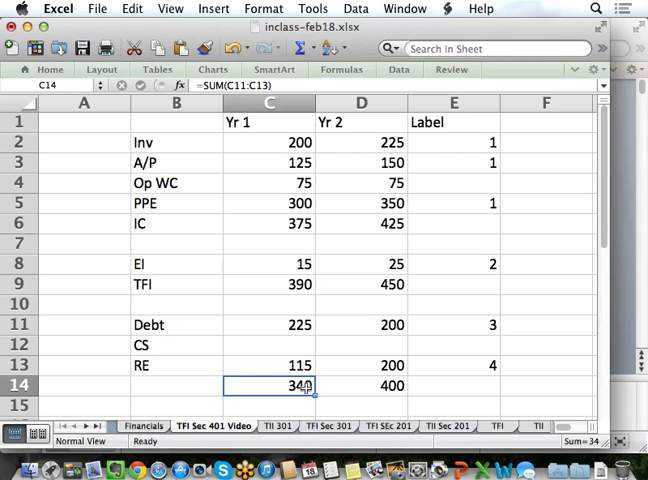 Excel File Edit View Insert Format Tools Data Window Help
inclass-feb18.xlsx
Search in Sheet
Home Layout Tables Charts SmartArt Formulas Data Review
C14 fx =SUM(C11:C13)
A B C D E F
1 Yr 1 Yr 2 Label
2 Inv 200 225 1
3 A/P 125 150 1
4 Op WC 75 75
5 PPE 300 350 1
6 IC 375 425
7
8 EI 15 25 2
9 TFI 390 450
10
11 Debt 225 200 3
12 CS
13 RE 115 200 4
14 340 400
15
Financials TFI Sec 401 Video TII 301 TFI Sec 301 TFI SEc 201 TII Sec 201 TFI TII
Normal View Ready Sum=34